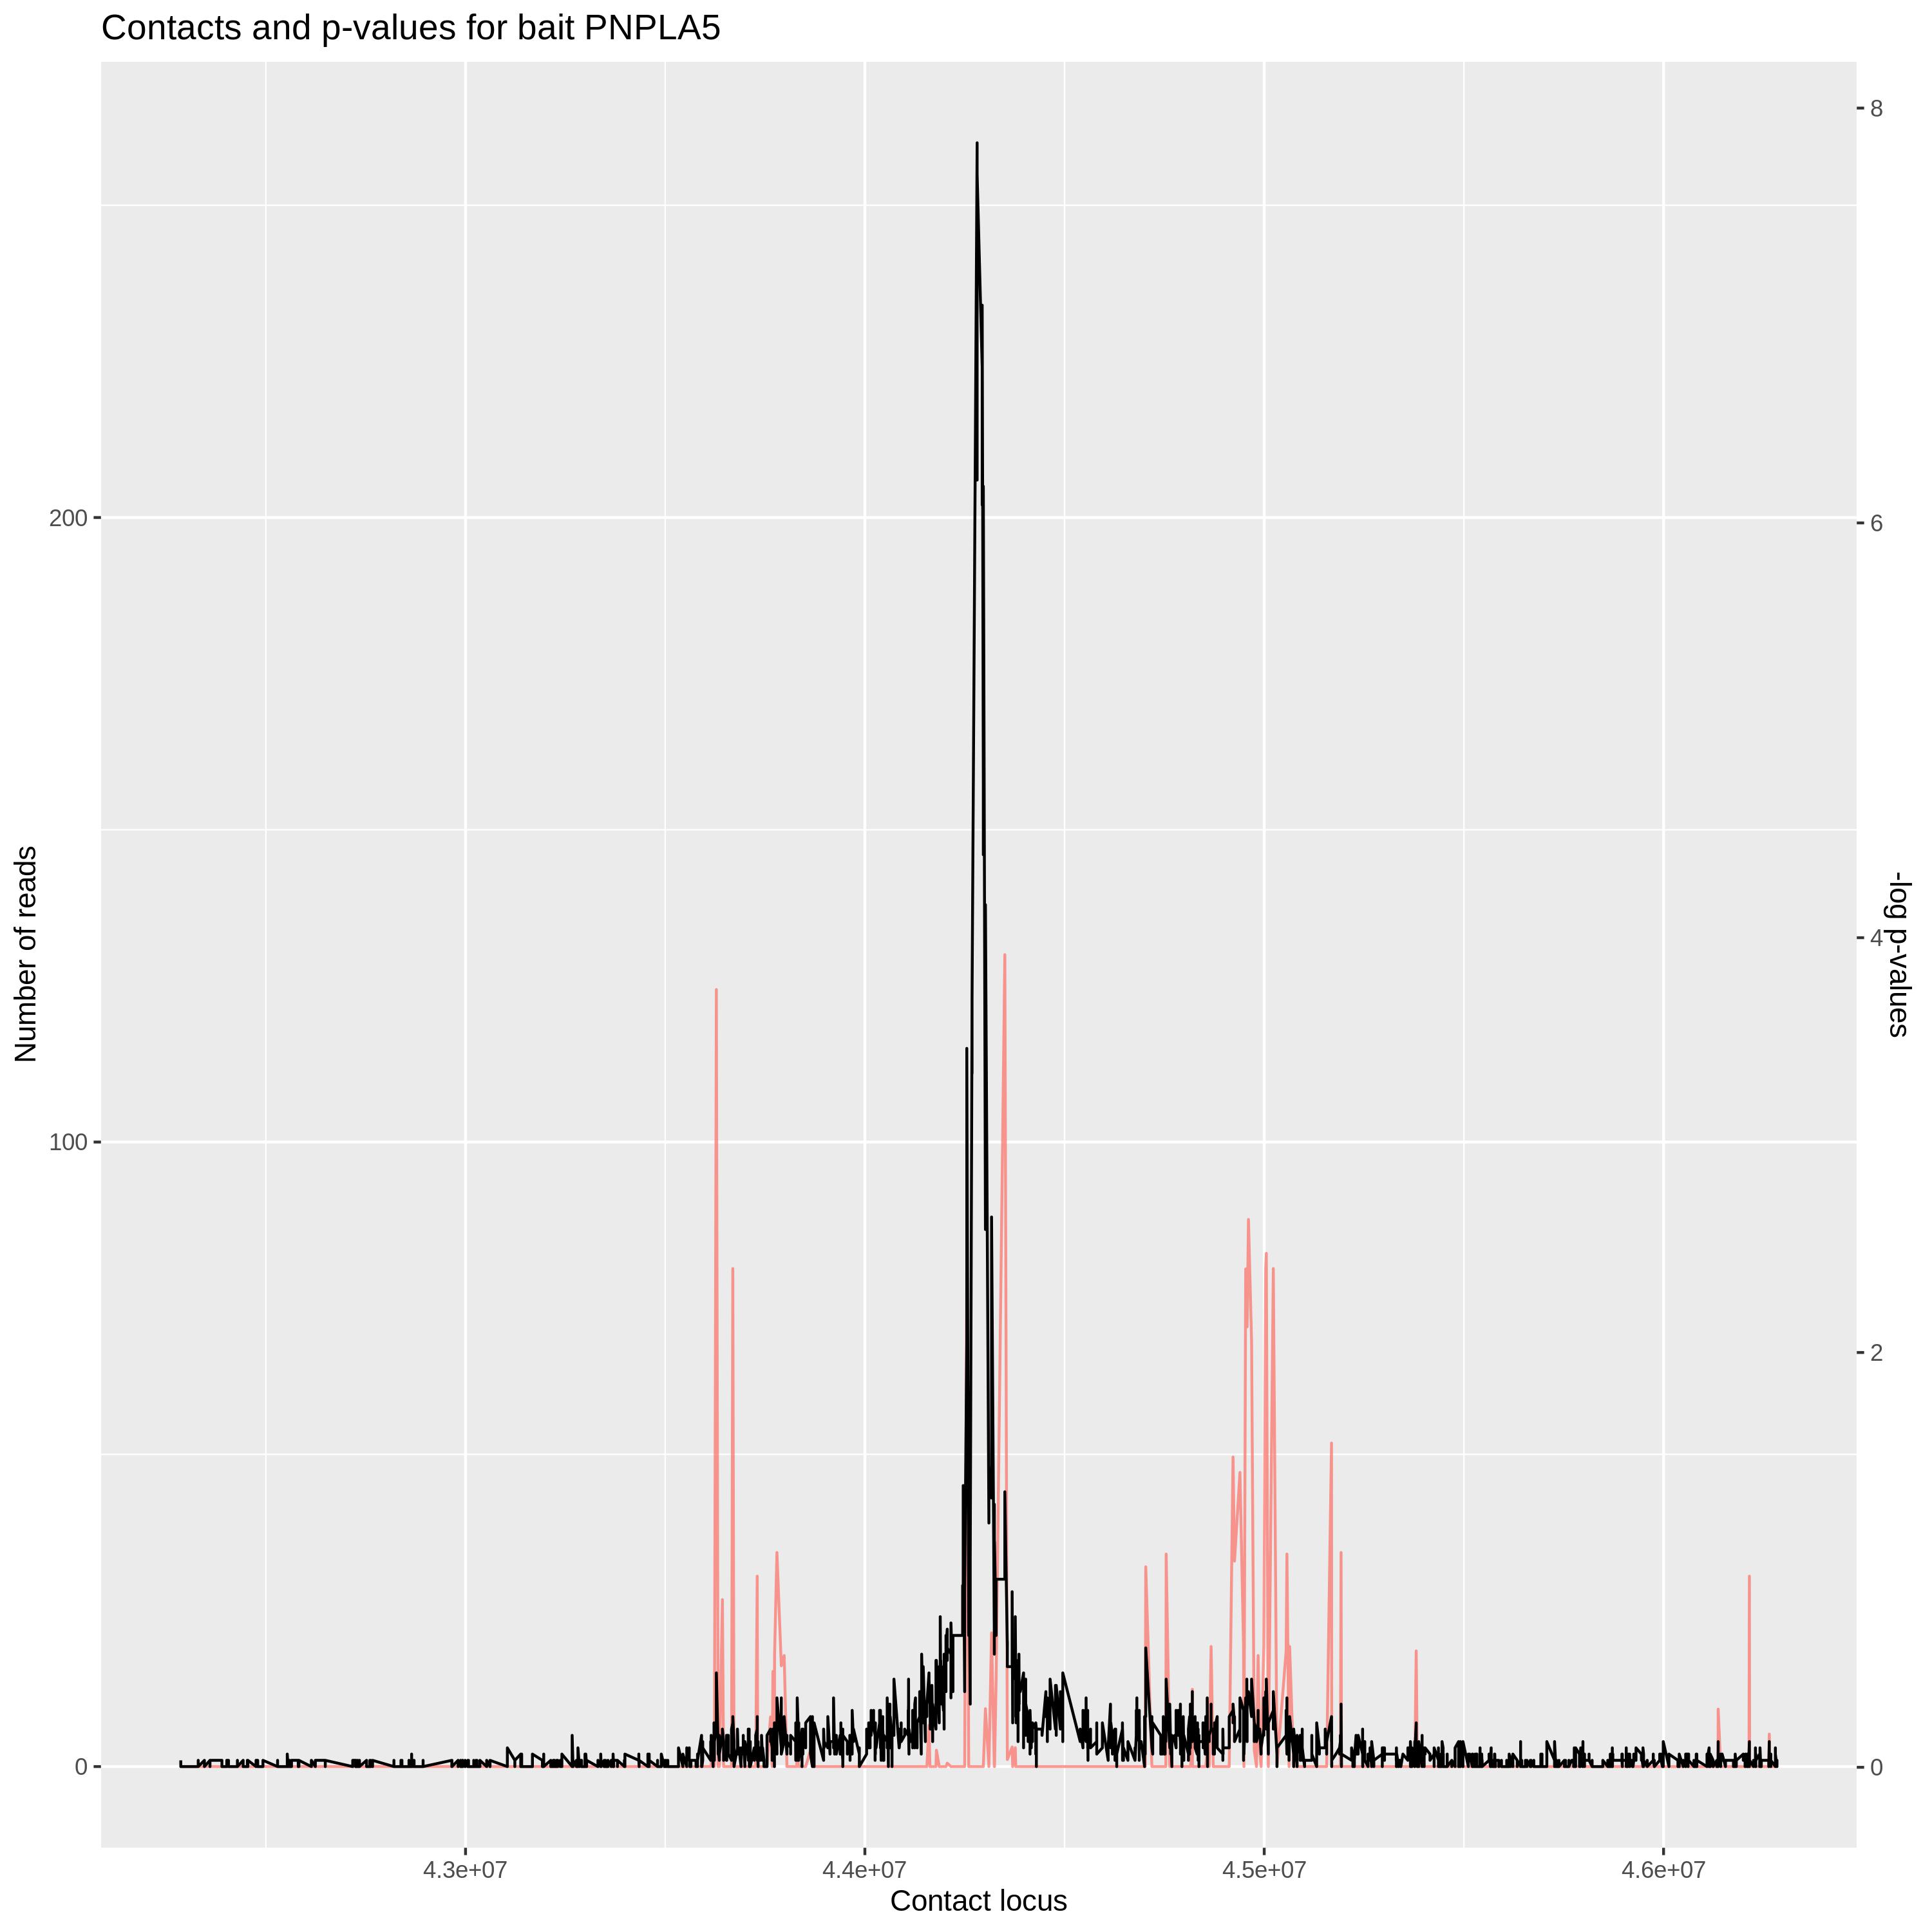 Contacts and p-values for bait PNPLA5
8
200
6
Number of reads
-log p-values
4
100
2
0
0
4.3e+07
4.4e+07
4.5e+07
4.6e+07
Contact locus